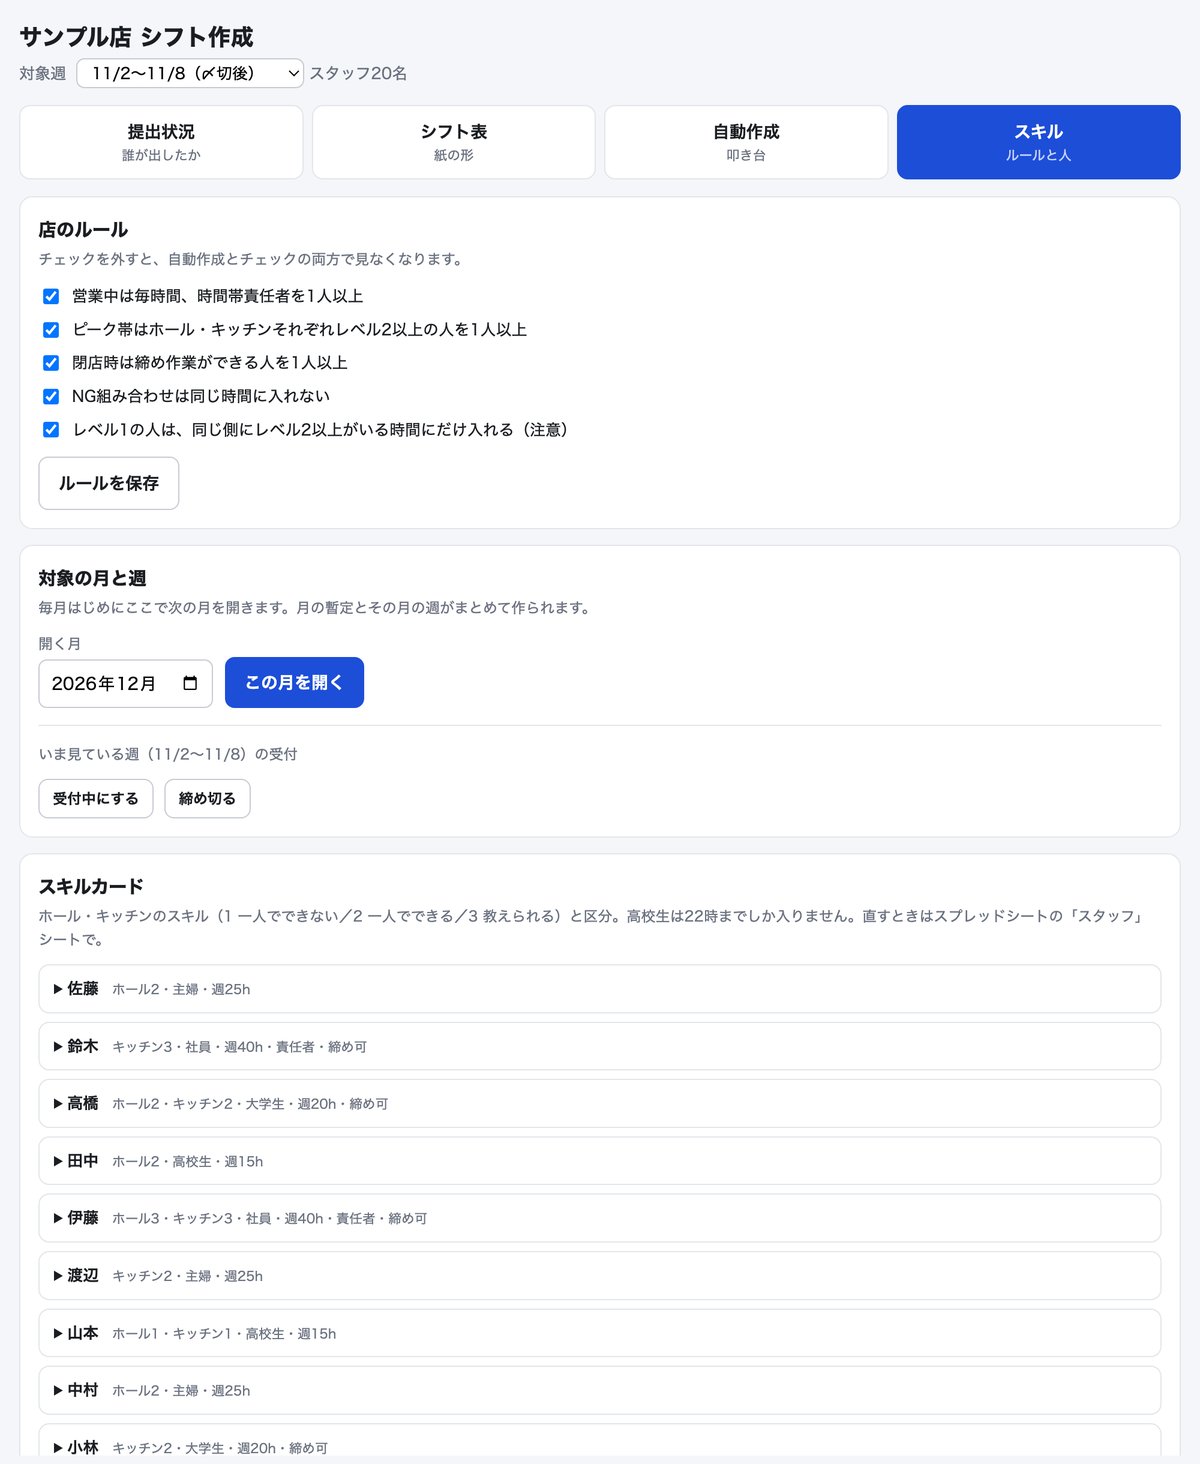 サンプル店 シフト作成
対象週 11/2〜11/8（〆切後） スタッフ20名
提出状況
誰が出したか
シフト表
紙の形
自動作成
叩き台
スキル
ルールと人
店のルール
チェックを外すと、自動作成とチェックの両方で見なくなります。
営業中は毎時間、時間帯責任者を1人以上
ピーク帯はホール・キッチンそれぞれレベル2以上の人を1人以上
閉店時は締め作業ができる人を1人以上
NG組み合わせは同じ時間に入れない
レベル1の人は、同じ側にレベル2以上がいる時間にだけ入れる（注意）
ルールを保存
対象の月と週
毎月はじめにここで次の月を開きます。月の暫定とその月の週がまとめて作られます。
開く月
2026年12月
この月を開く
いま見ている週（11/2〜11/8）の受付
受付中にする
締め切る
スキルカード
ホール・キッチンのスキル（1 一人でできない／2 一人でできる／3 教えられる）と区分。高校生は22時までしか入りません。直すときはスプレッドシートの「スタッフ」
シートで。
▶ 佐藤 ホール2・主婦・週25h
▶ 鈴木 キッチン3・社員・週40h・責任者・締め可
▶ 高橋 ホール2・キッチン2・大学生・週20h・締め可
▶ 田中 ホール2・高校生・週15h
▶ 伊藤 ホール3・キッチン3・社員・週40h・責任者・締め可
▶ 渡辺 キッチン2・主婦・週25h
▶ 山本 ホール1・キッチン1・高校生・週15h
▶ 中村 ホール2・主婦・週25h
▶ 小林 キッチン2・大学生・週20h・締め可